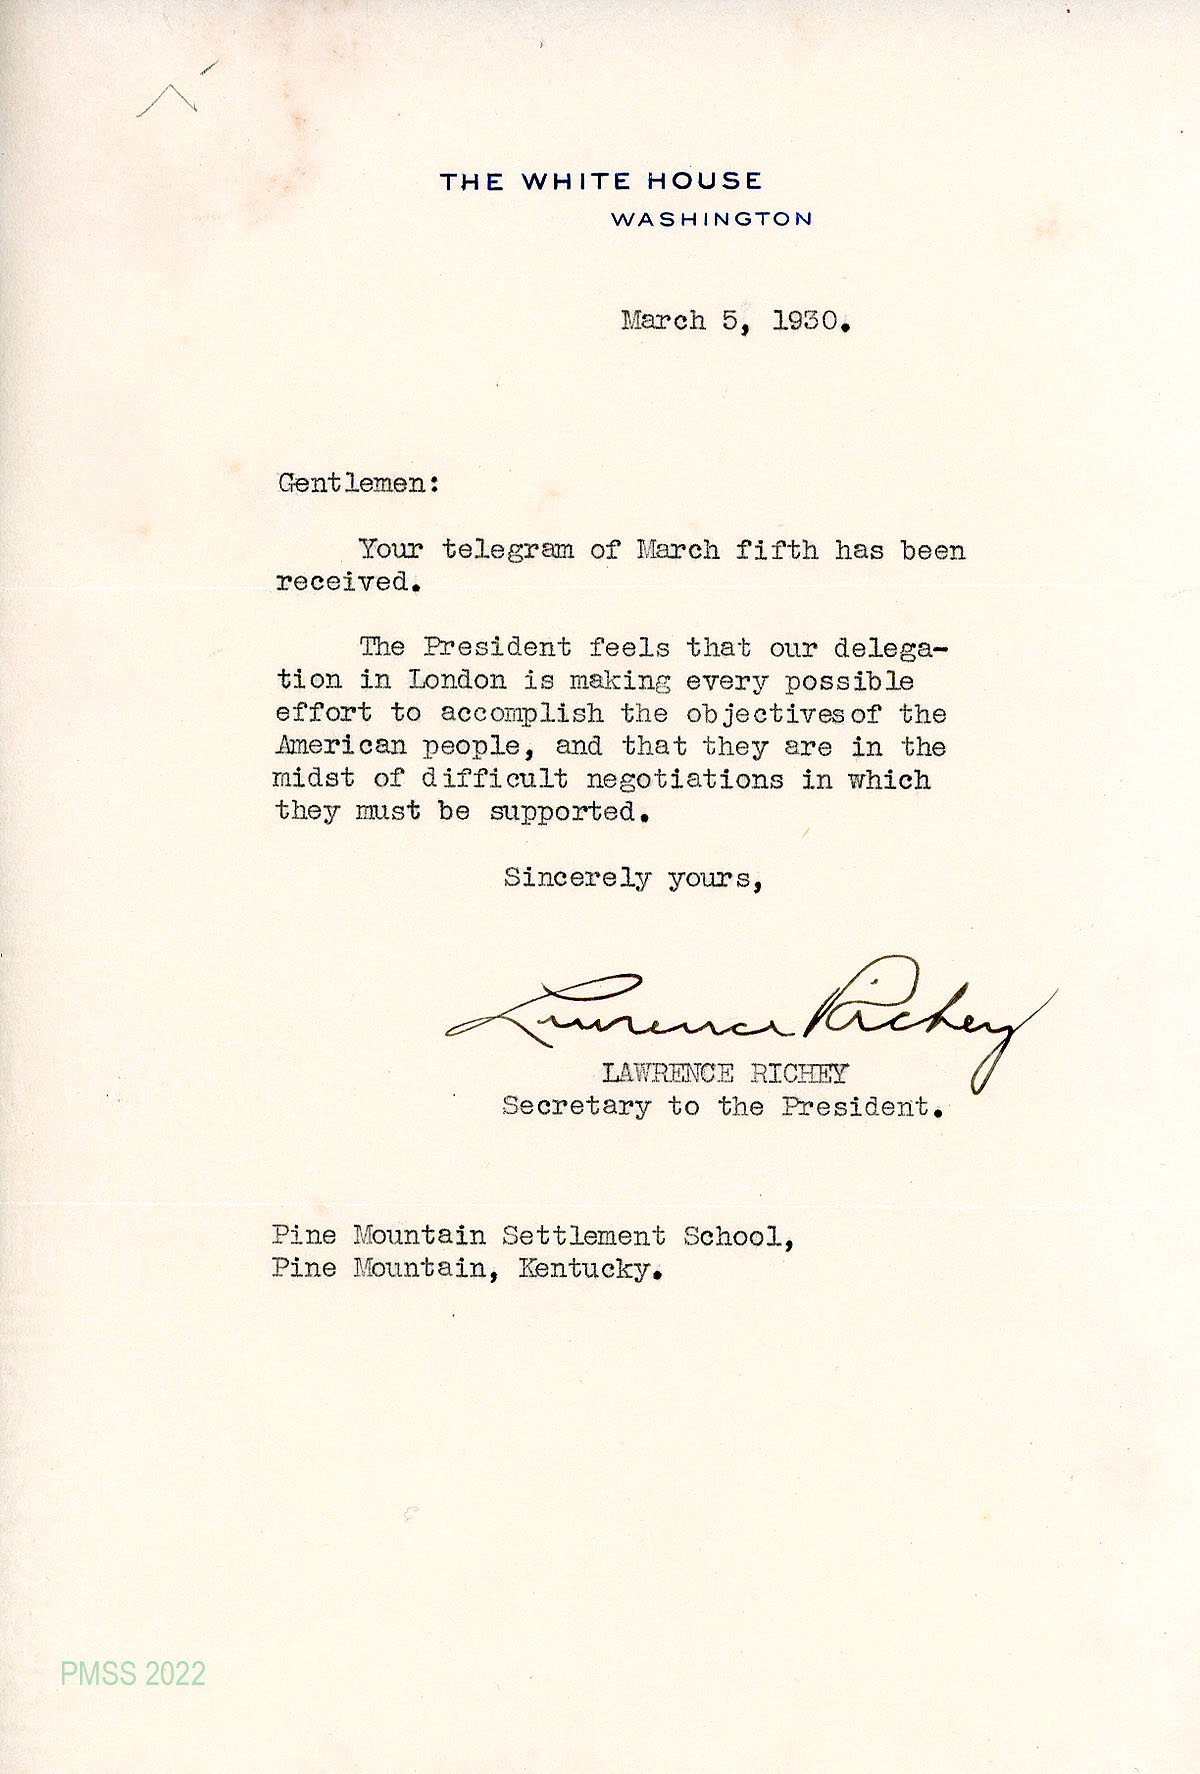 THE WHITE HOUSE
WASHINGTON
March 5, 1930.
Gentlemen:
Your telegram of March fifth has been
received.
The President feels that our delega-
tion in London is making every possible
effort to accomplish the objectives of the
American people, and that they are in the
midst of difficult negotiations in which
they must be supported.
Sincerely yours,
Lawrence Richey
LAWRENCE RICHEY
Secretary to the President.
Pine Mountain Settlement School,
Pine Mountain, Kentucky.
PMSS 2022